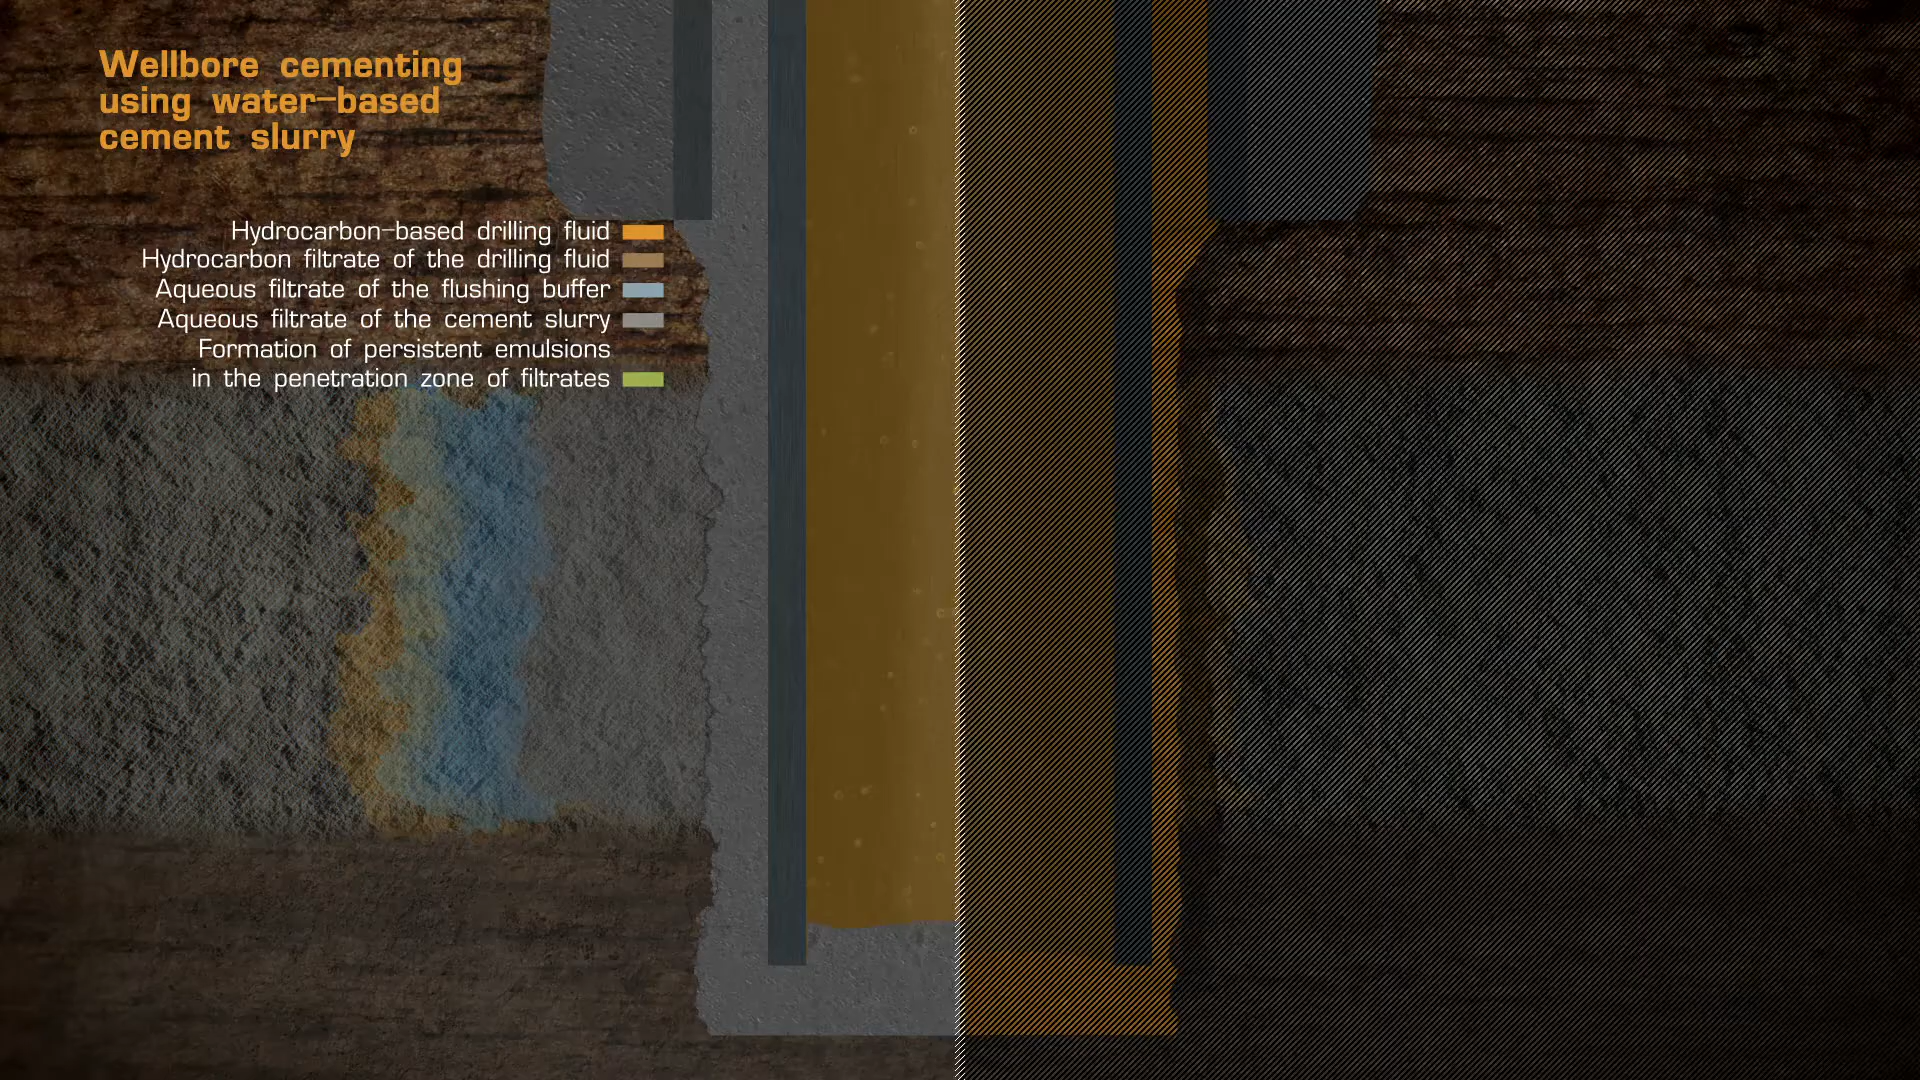 Wellbore cementing
using water-based
cement slurry
Hydrocarbon-based drilling fluid
Hydrocarbon filtrate of the drilling fluid
Aqueous filtrate of the flushing buffer
Aqueous filtrate of the cement slurry
Formation of persistent emulsions
in the penetration zone of filtrates